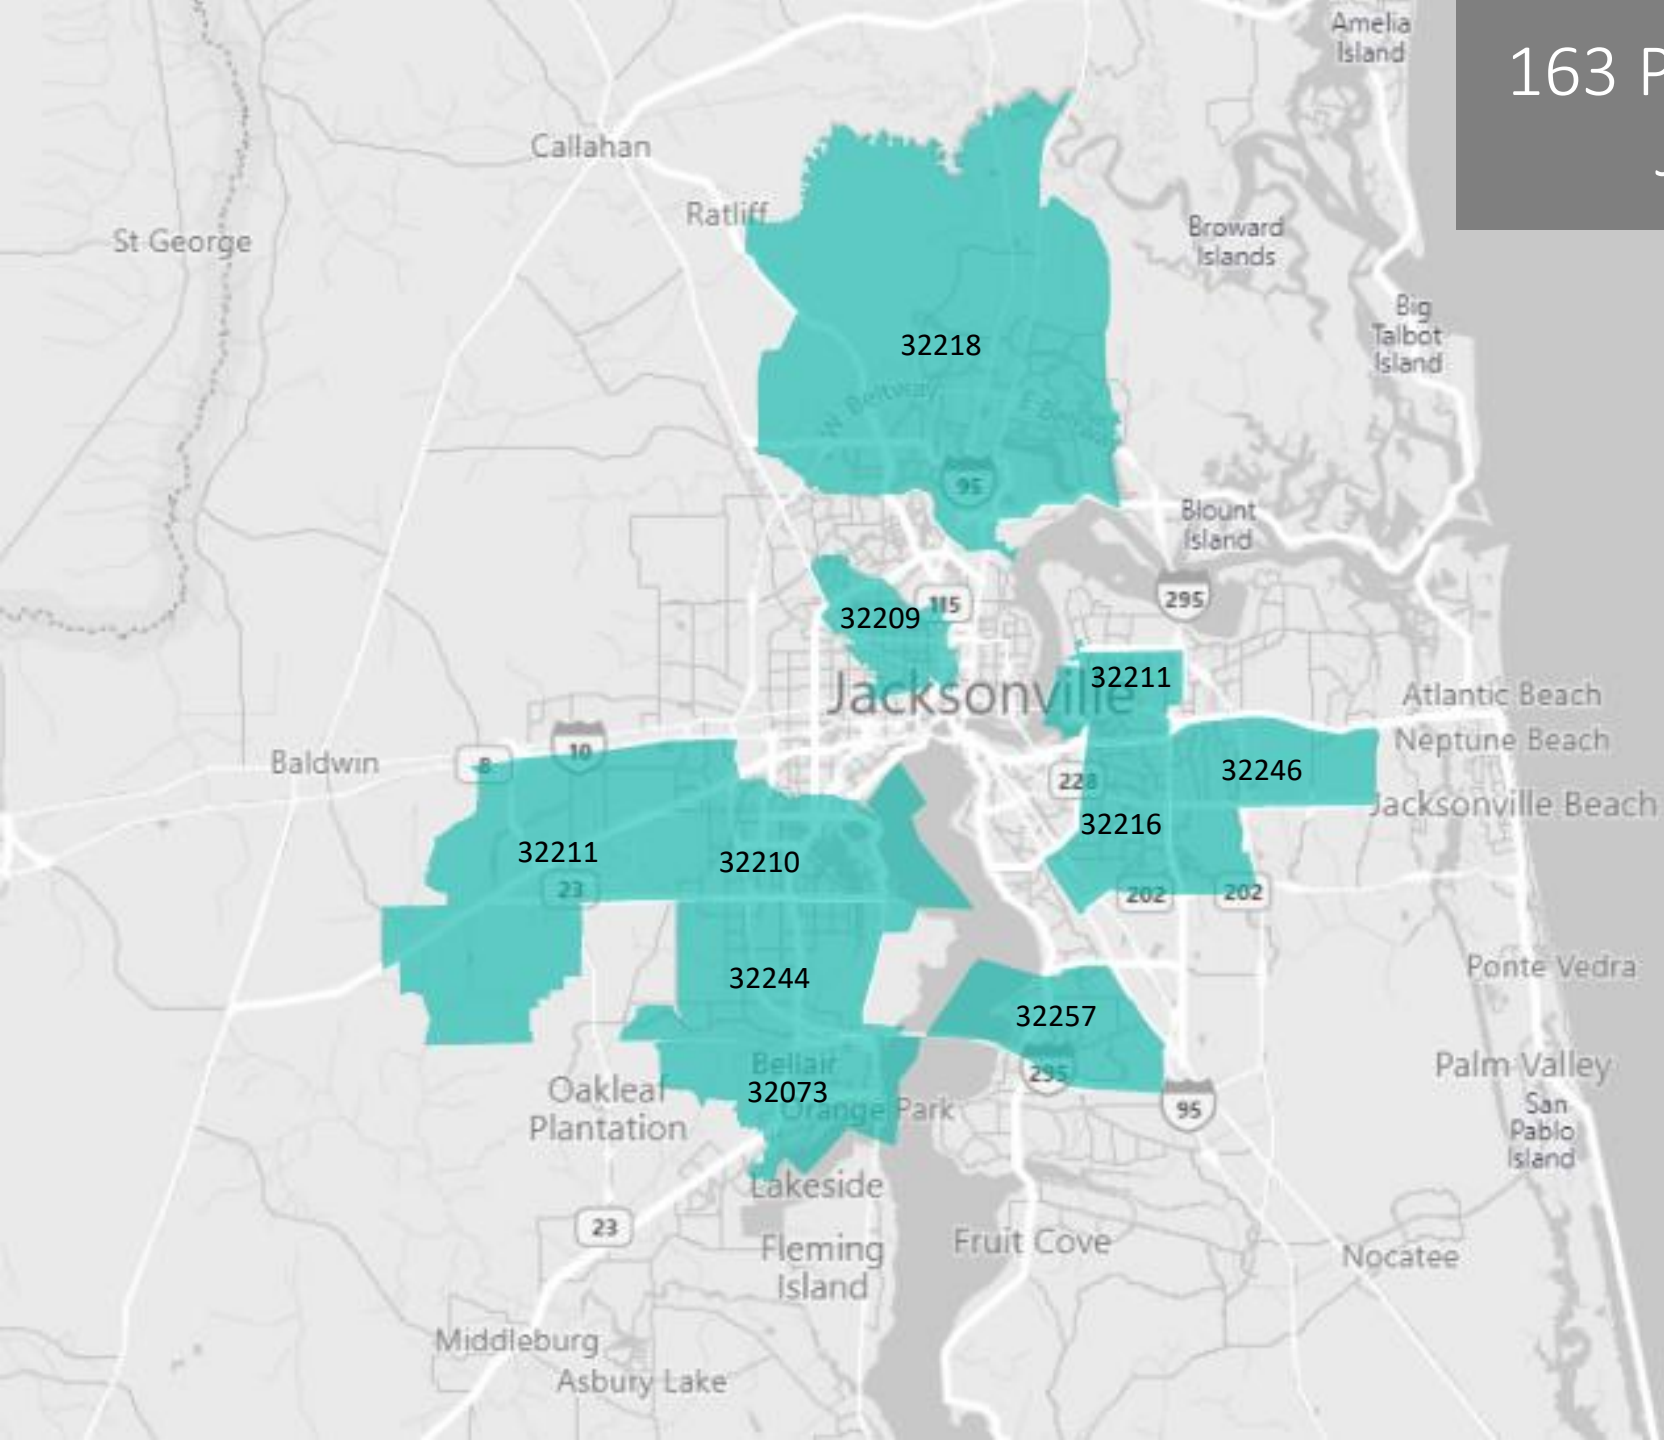 Amelia
Island
163 P
J
Callahan
Ratliff
St George
Broward
Islands
Big
Talbot
Island
32218
W Beltway
E Beltway
95
Blount
Island
295
115
32209
32211
Jacksonville
Atlantic Beach
Neptune Beach
10
8
Baldwin
32246
228
Jacksonville Beach
32216
32211
32210
23
202
202
32244
Ponte Vedra
32257
Bellair
295
Palm Valley
32073
Orange Park
Oakleaf
Plantation
95
San
Pablo
Island
Lakeside
23
Fleming
Island
Fruit Cove
Nocatee
Middleburg
Asbury Lake